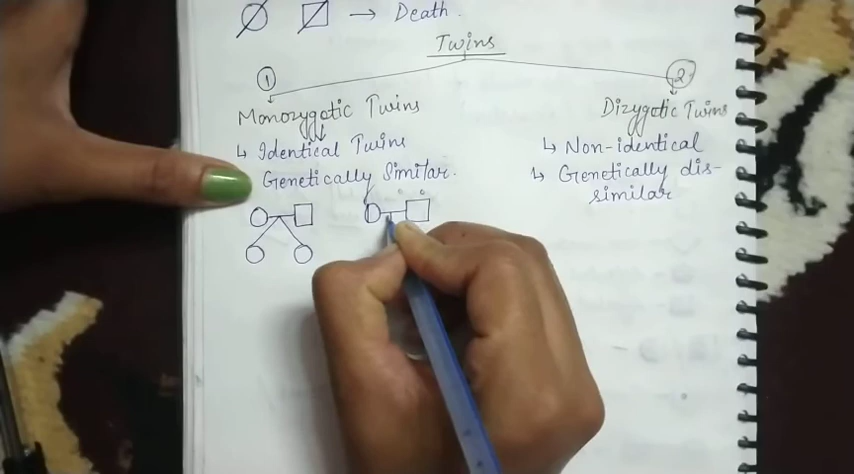 → Death.
Twins
1 2
Monozygotic Twins Dizygotic Twins
↳ Identical Twins ↳ Non-identical
Genetically Similar. ↳ Genetically dis-
similar